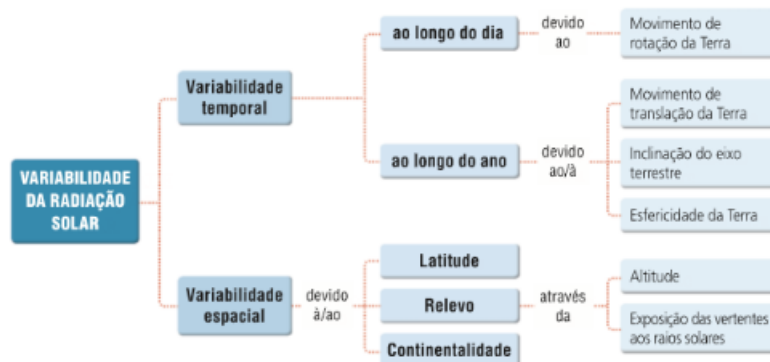 VARIABILIDADE
DA RADIAÇÃO
SOLAR
Variabilidade
temporal
ao longo do dia
devido
ao
Movimento de
rotação da Terra
ao longo do ano
devido
ao/à
Movimento de
translação da Terra
Inclinação do eixo
terrestre
Esfericidade da Terra
Variabilidade
espacial
devido
à/ao
Latitude
Relevo
Continentalidade
através
da
Altitude
Exposição das vertentes
aos raios solares